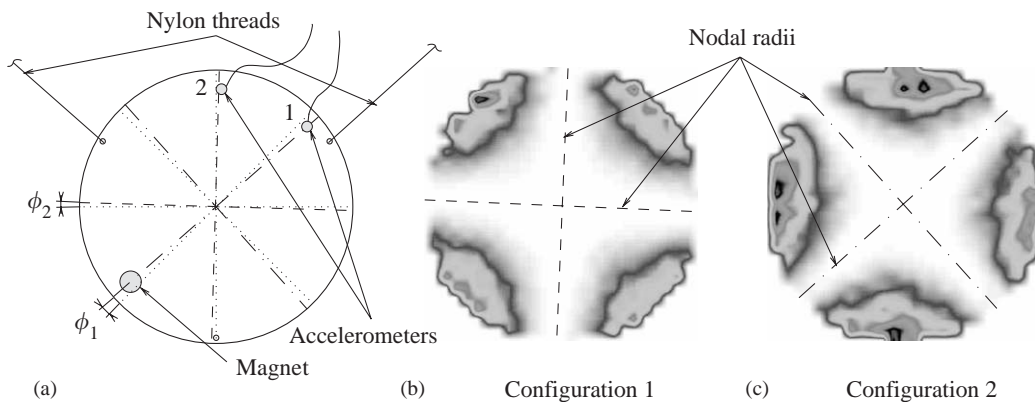 Nylon threads
2
1
ϕ2
ϕ1
Accelerometers
Magnet
(a)
Nodal radii
(b)
Configuration 1
(c)
Configuration 2